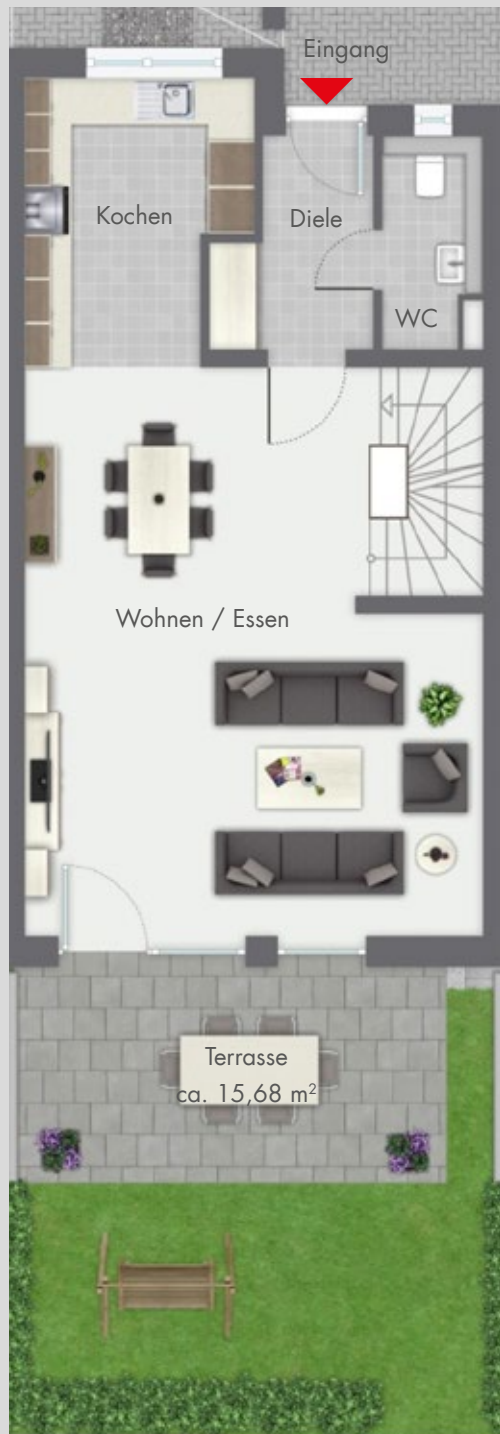 Eingang
Kochen
Diele
WC
Wohnen / Essen
Terrasse
ca. 15,68 m²